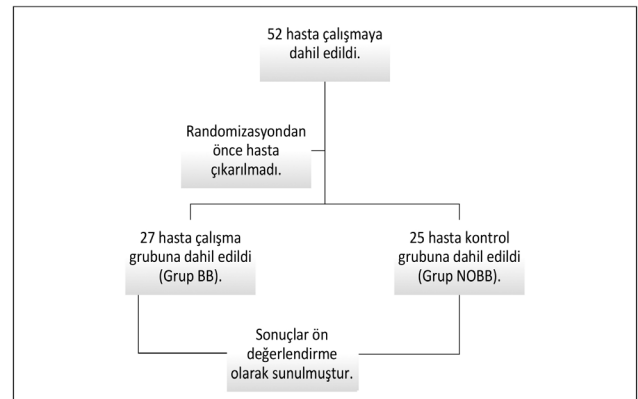 52 hasta çalışmaya
dahil edildi.
Randomizasyondan
önce hasta
çıkarılmadı.
27 hasta çalışma
grubuna dahil edildi
(Grup BB).
25 hasta kontrol
grubuna dahil edildi
(Grup NOBB).
Sonuçlar ön
değerlendirme
olarak sunulmuştur.